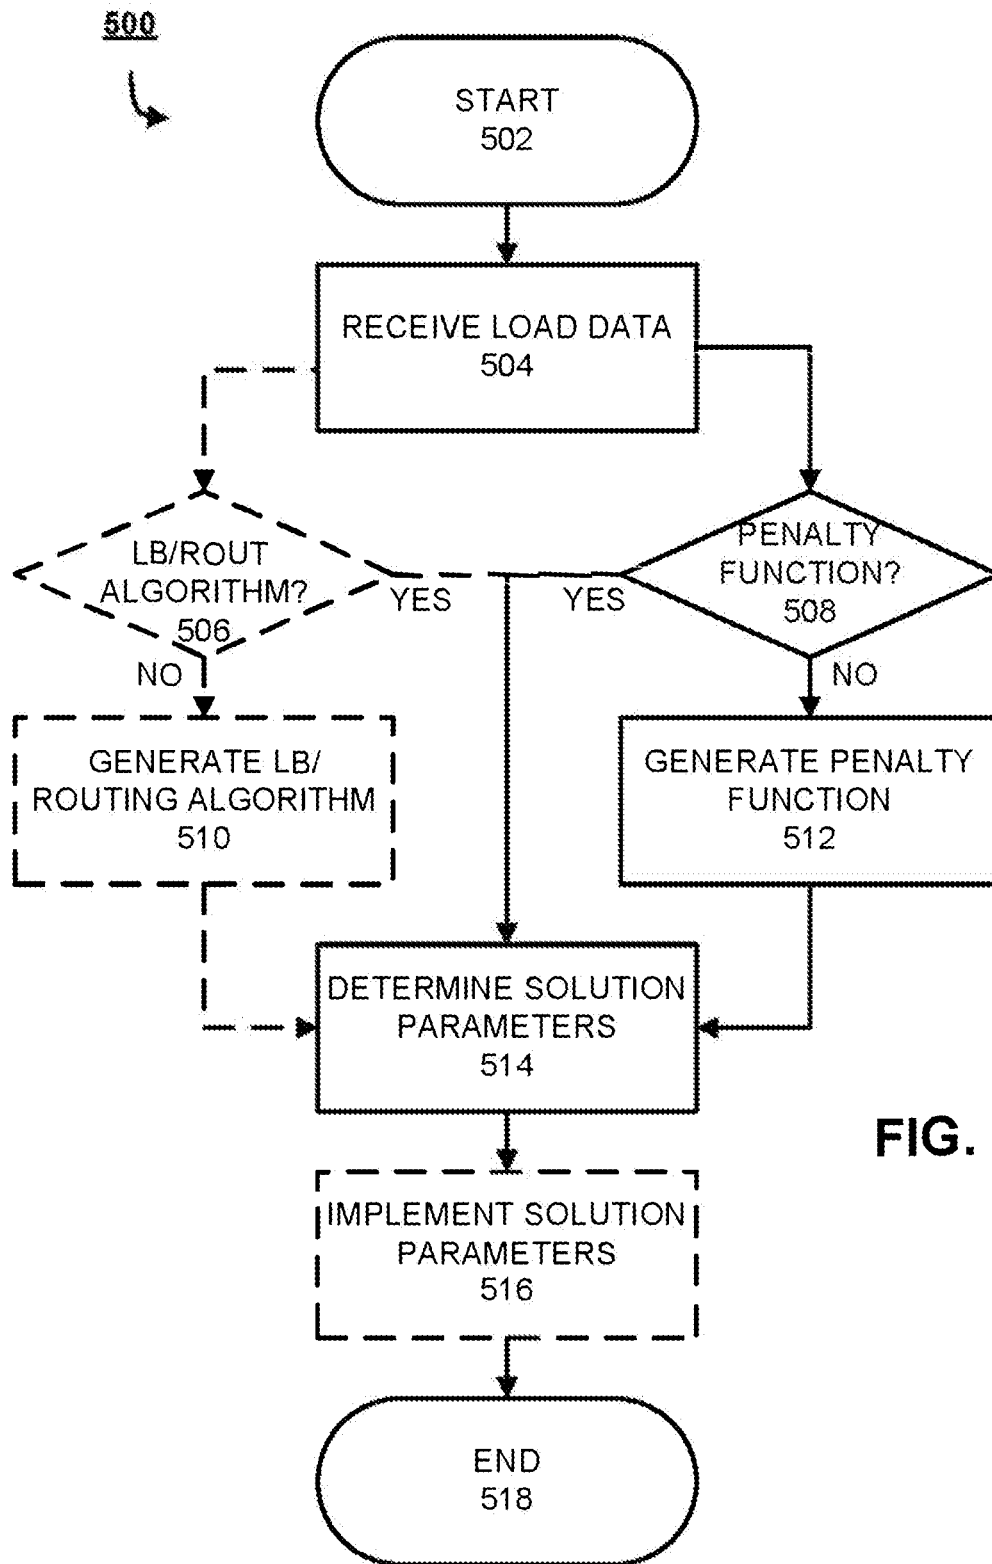 500
START
502
RECEIVE LOAD DATA
504
LB/ROUT
ALGORITHM?
506
YES
NO
PENALTY
FUNCTION?
508
YES
NO
GENERATE LB/
ROUTING ALGORITHM
510
GENERATE PENALTY
FUNCTION
512
DETERMINE SOLUTION
PARAMETERS
514
FIG.
IMPLEMENT SOLUTION
PARAMETERS
516
END
518